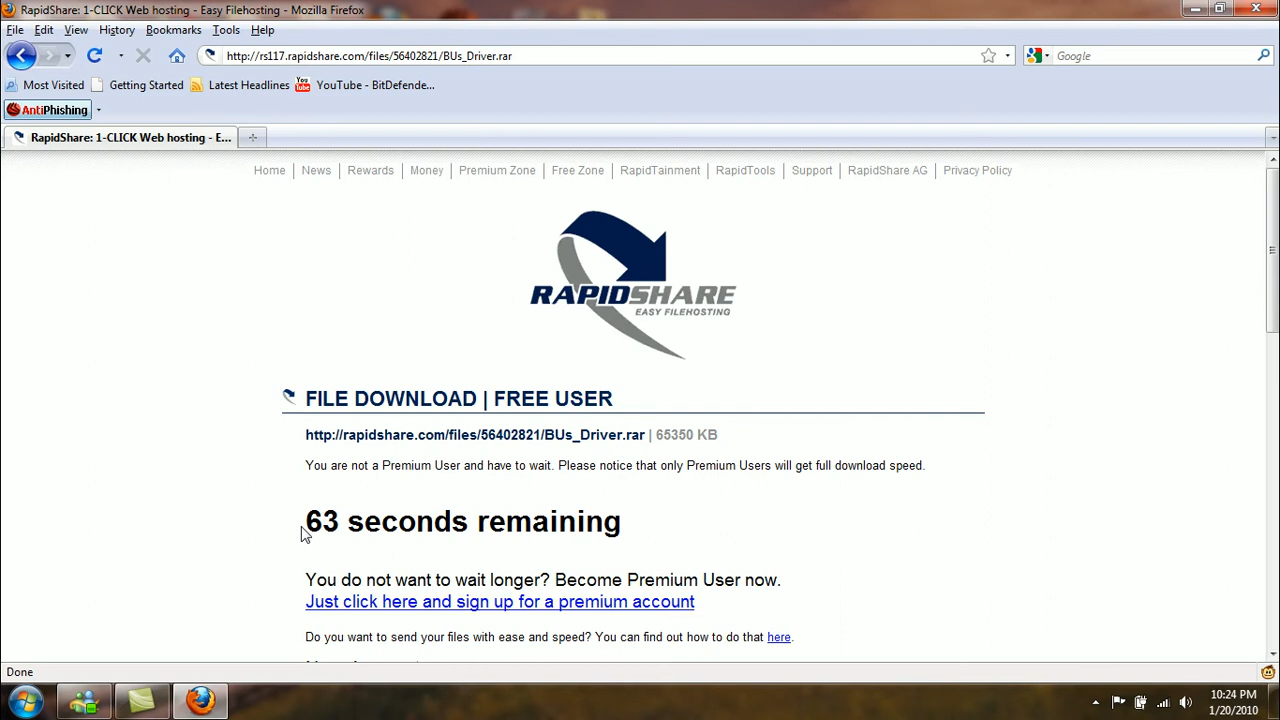 RapidShare: 1-CLICK Web hosting - Easy Filehosting - Mozilla Firefox
File Edit View History Bookmarks Tools Help
http://rs117.rapidshare.com/files/56402821/BUs_Driver.rar Google
Most Visited Getting Started Latest Headlines You Tube YouTube - BitDefende...
AntiPhishing
RapidShare: 1-CLICK Web hosting - E...
Home News Rewards Money Premium Zone Free Zone RapidTainment RapidTools Support RapidShare AG Privacy Policy
RAPIDSHARE
EASY FILEHOSTING
FILE DOWNLOAD | FREE USER
http://rapidshare.com/files/56402821/BUs_Driver.rar | 65350 KB
You are not a Premium User and have to wait. Please notice that only Premium Users will get full download speed.
63 seconds remaining
You do not want to wait longer? Become Premium User now.
Just click here and sign up for a premium account
Do you want to send your files with ease and speed? You can find out how to do that here.
Done
10:24 PM
1/20/2010